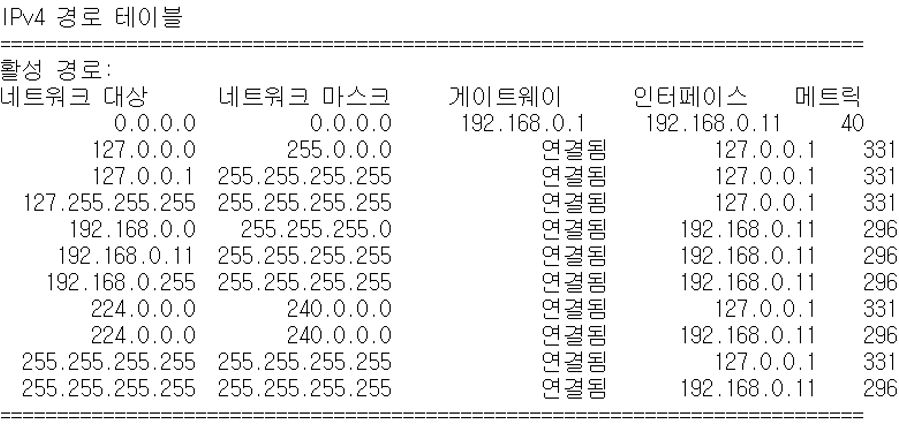 IPv4 경로 테이블
===========================================================================
활성 경로:
네트워크 대상 네트워크 마스크 게이트웨이 인터페이스 메트릭
0.0.0.0 0.0.0.0 192.168.0.1 192.168.0.11 40
127.0.0.0 255.0.0.0 연결됨 127.0.0.1 331
127.0.0.1 255.255.255.255 연결됨 127.0.0.1 331
127.255.255.255 255.255.255.255 연결됨 127.0.0.1 331
192.168.0.0 255.255.255.0 연결됨 192.168.0.11 296
192.168.0.11 255.255.255.255 연결됨 192.168.0.11 296
192.168.0.255 255.255.255.255 연결됨 192.168.0.11 296
224.0.0.0 240.0.0.0 연결됨 127.0.0.1 331
224.0.0.0 240.0.0.0 연결됨 192.168.0.11 296
255.255.255.255 255.255.255.255 연결됨 127.0.0.1 331
255.255.255.255 255.255.255.255 연결됨 192.168.0.11 296
===========================================================================